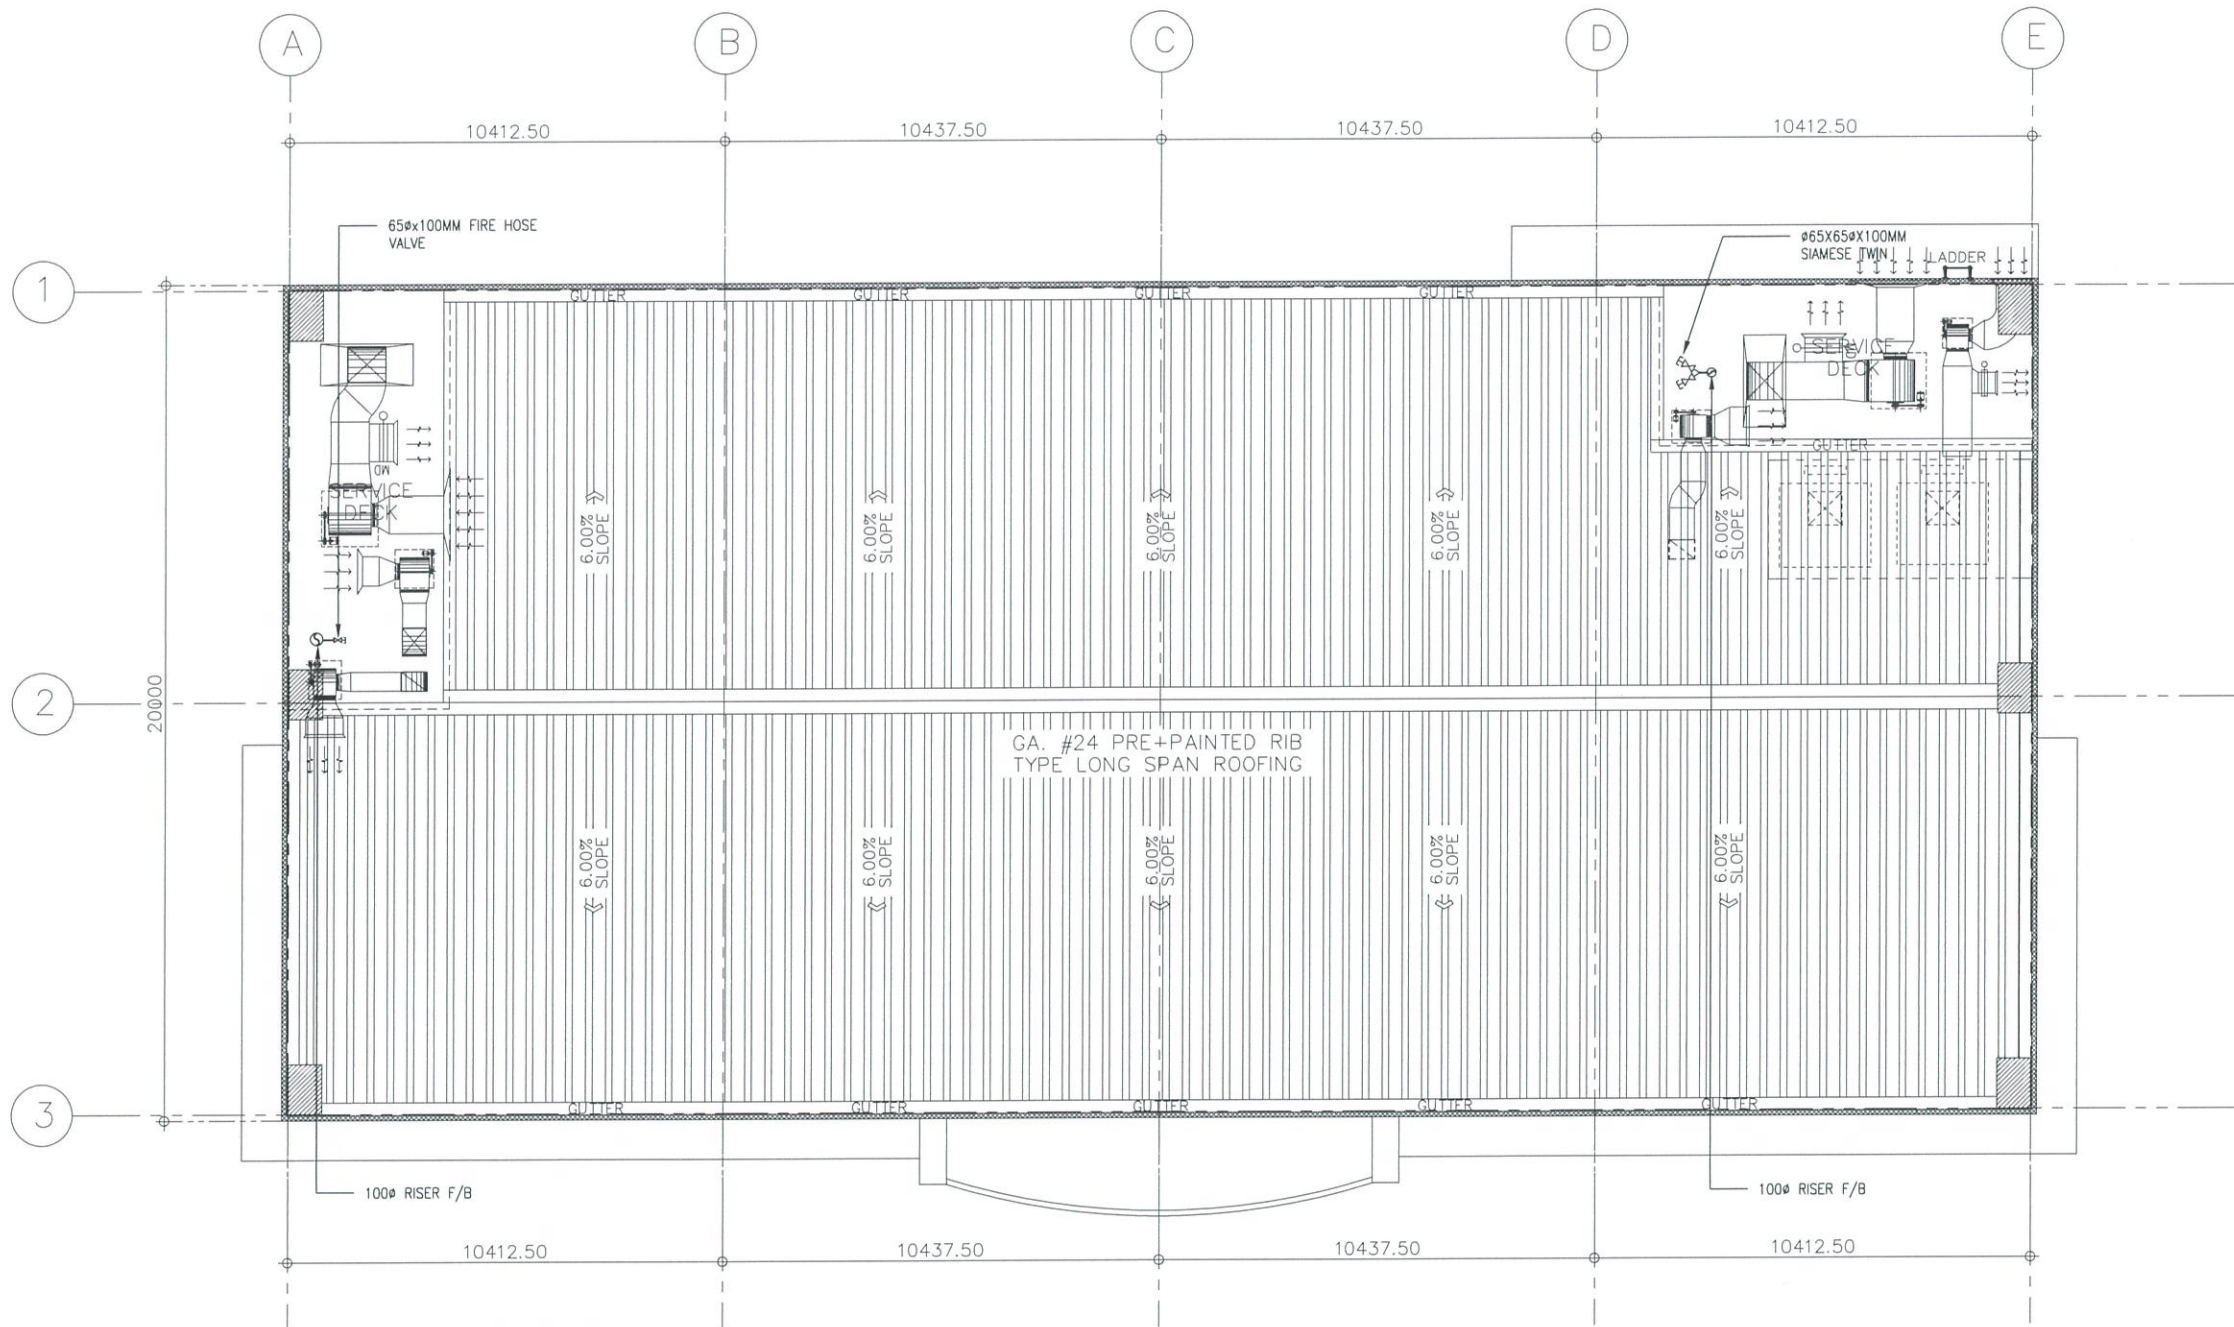 A
B
C
D
E
10412.50
10437.50
10437.50
10412.50
65øx100MM FIRE HOSE
VALVE
ø65X65øX100MM
SIAMESE TWIN
LADDER
1
GUTTER
GUTTER
GUTTER
GUTTER
SERVICE
DECK
MD
SERVICE
DECK
MD
GUTTER
6.00%
SLOPE
6.00%
SLOPE
6.00%
SLOPE
6.00%
SLOPE
6.00%
SLOPE
2
20000
GA. #24 PRE+PAINTED RIB
TYPE LONG SPAN ROOFING
6.00%
SLOPE
6.00%
SLOPE
6.00%
SLOPE
6.00%
SLOPE
6.00%
SLOPE
3
GUTTER
GUTTER
GUTTER
GUTTER
GUTTER
100ø RISER F/B
100ø RISER F/B
10412.50
10437.50
10437.50
10412.50